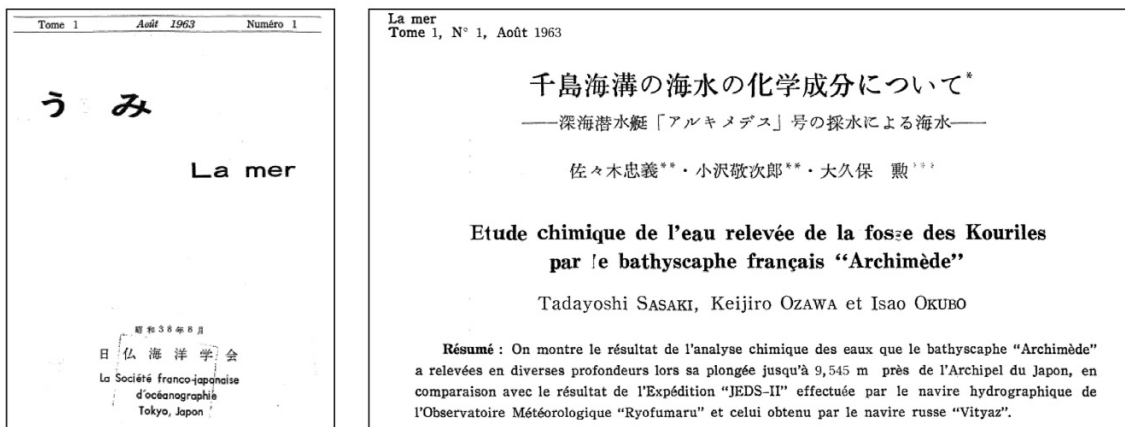 Tome 1 Août 1963 Numéro 1
うみ
La mer
昭和38年8月
日仏海洋学会
La Société franco-japonaise
d'océanographie
Tokyo, Japon
La mer
Tome 1, N° 1, Août 1963
千島海溝の海水の化学成分について*
——深海潜水艇「アルキメデス」号の採水による海水——
佐々木忠義**・小沢敬次郎**・大久保 勲***
Etude chimique de l'eau relevée de la fosse des Kouriles
par le bathyscaphe français “Archimède”
Tadayoshi SASAKI, Keijiro OZAWA et Isao OKUBO
Résumé : On montre le résultat de l'analyse chimique des eaux que le bathyscaphe “Archimède”
a relevées en diverses profondeurs lors sa plongée jusqu'à 9,545 m près de l'Archipel du Japon, en
comparaison avec le résultat de l'Expédition “JEDS-II” effectuée par le navire hydrographique de
l'Observatoire Météorologique “Ryofumaru” et celui obtenu par le navire russe “Vityaz”.